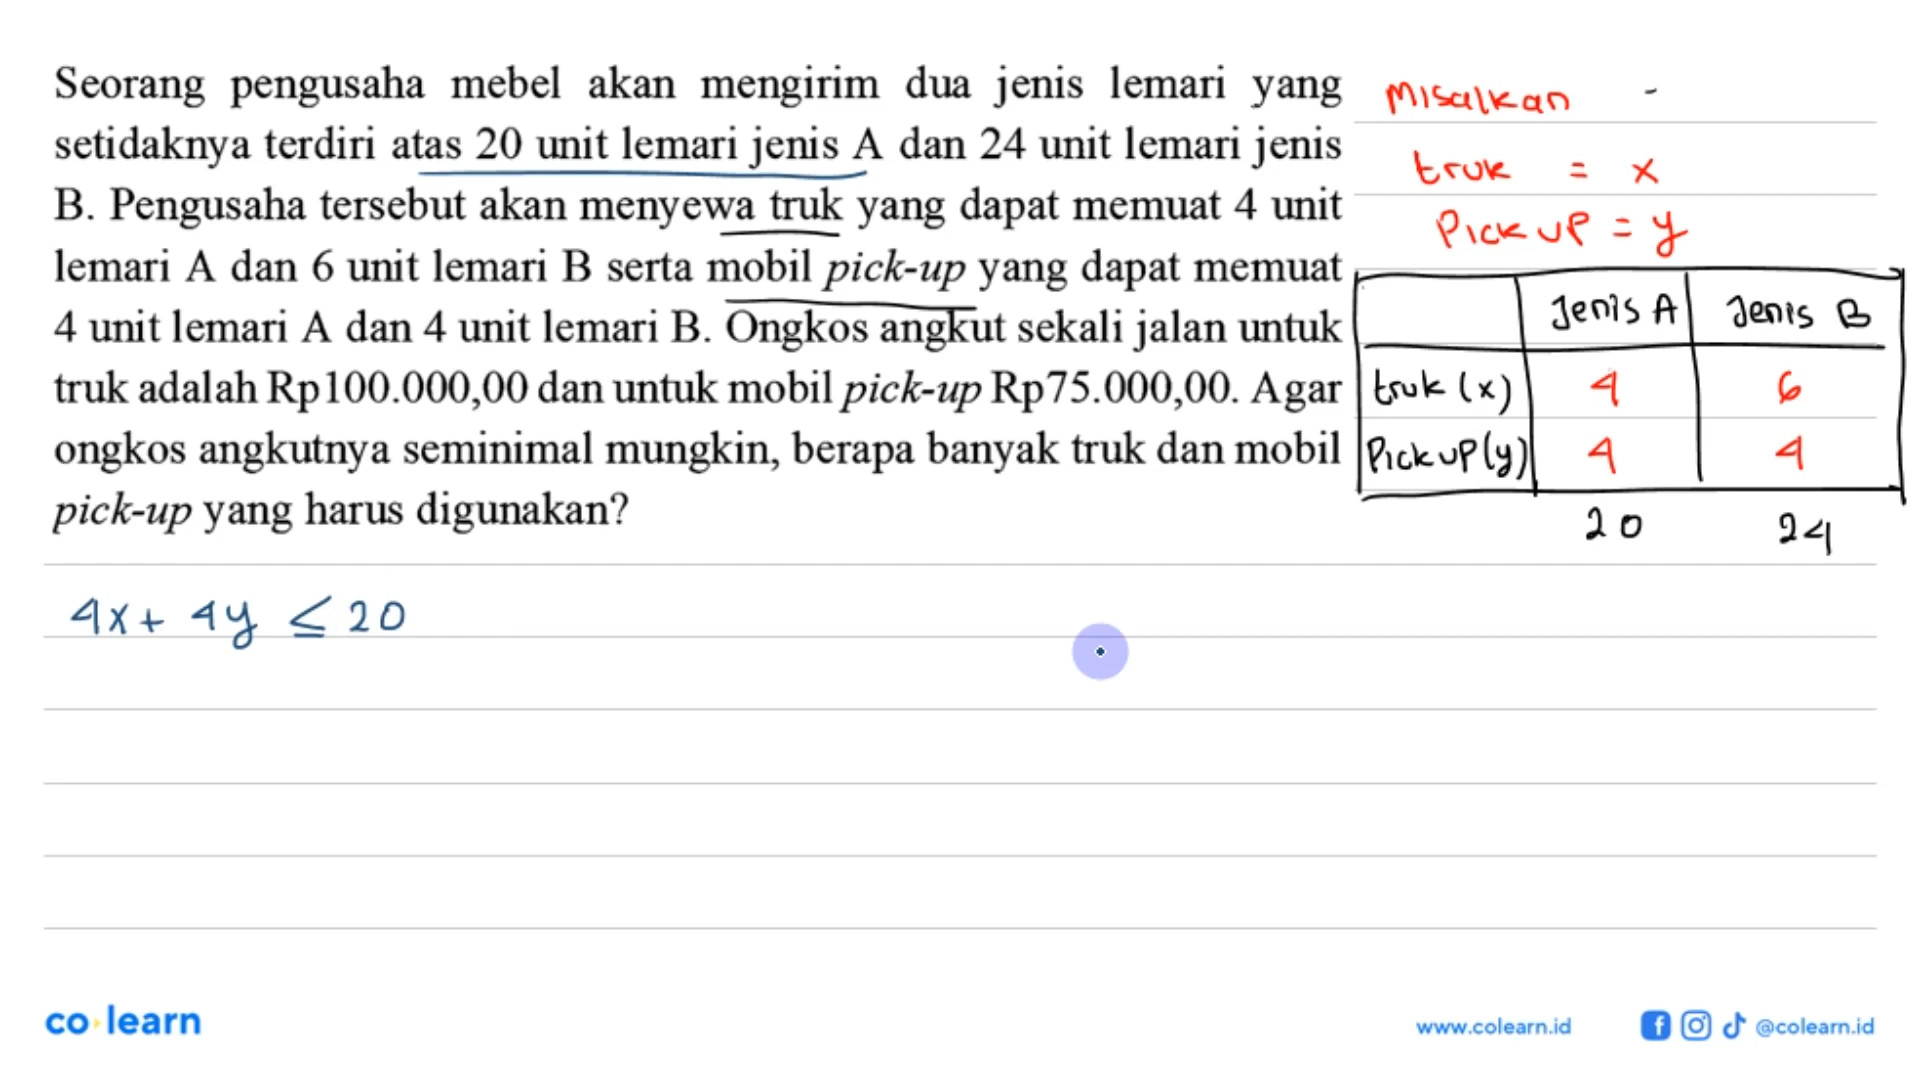 Seorang pengusaha mebel akan mengirim dua jenis lemari yang
setidaknya terdiri atas 20 unit lemari jenis A dan 24 unit lemari jenis
B. Pengusaha tersebut akan menyewa truk yang dapat memuat 4 unit
lemari A dan 6 unit lemari B serta mobil pick-up yang dapat memuat
4 unit lemari A dan 4 unit lemari B. Ongkos angkut sekali jalan untuk
truk adalah Rp100.000,00 dan untuk mobil pick-up Rp75.000,00. Agar
ongkos angkutnya seminimal mungkin, berapa banyak truk dan mobil
pick-up yang harus digunakan?
Misalkan -
truk = x
Pick up = y
Jenis A Jenis B
truk (x) 4 6
Pick up (y) 4 4
20 24
4x + 4y ≤ 20
co learn
www.colearn.id @colearn.id